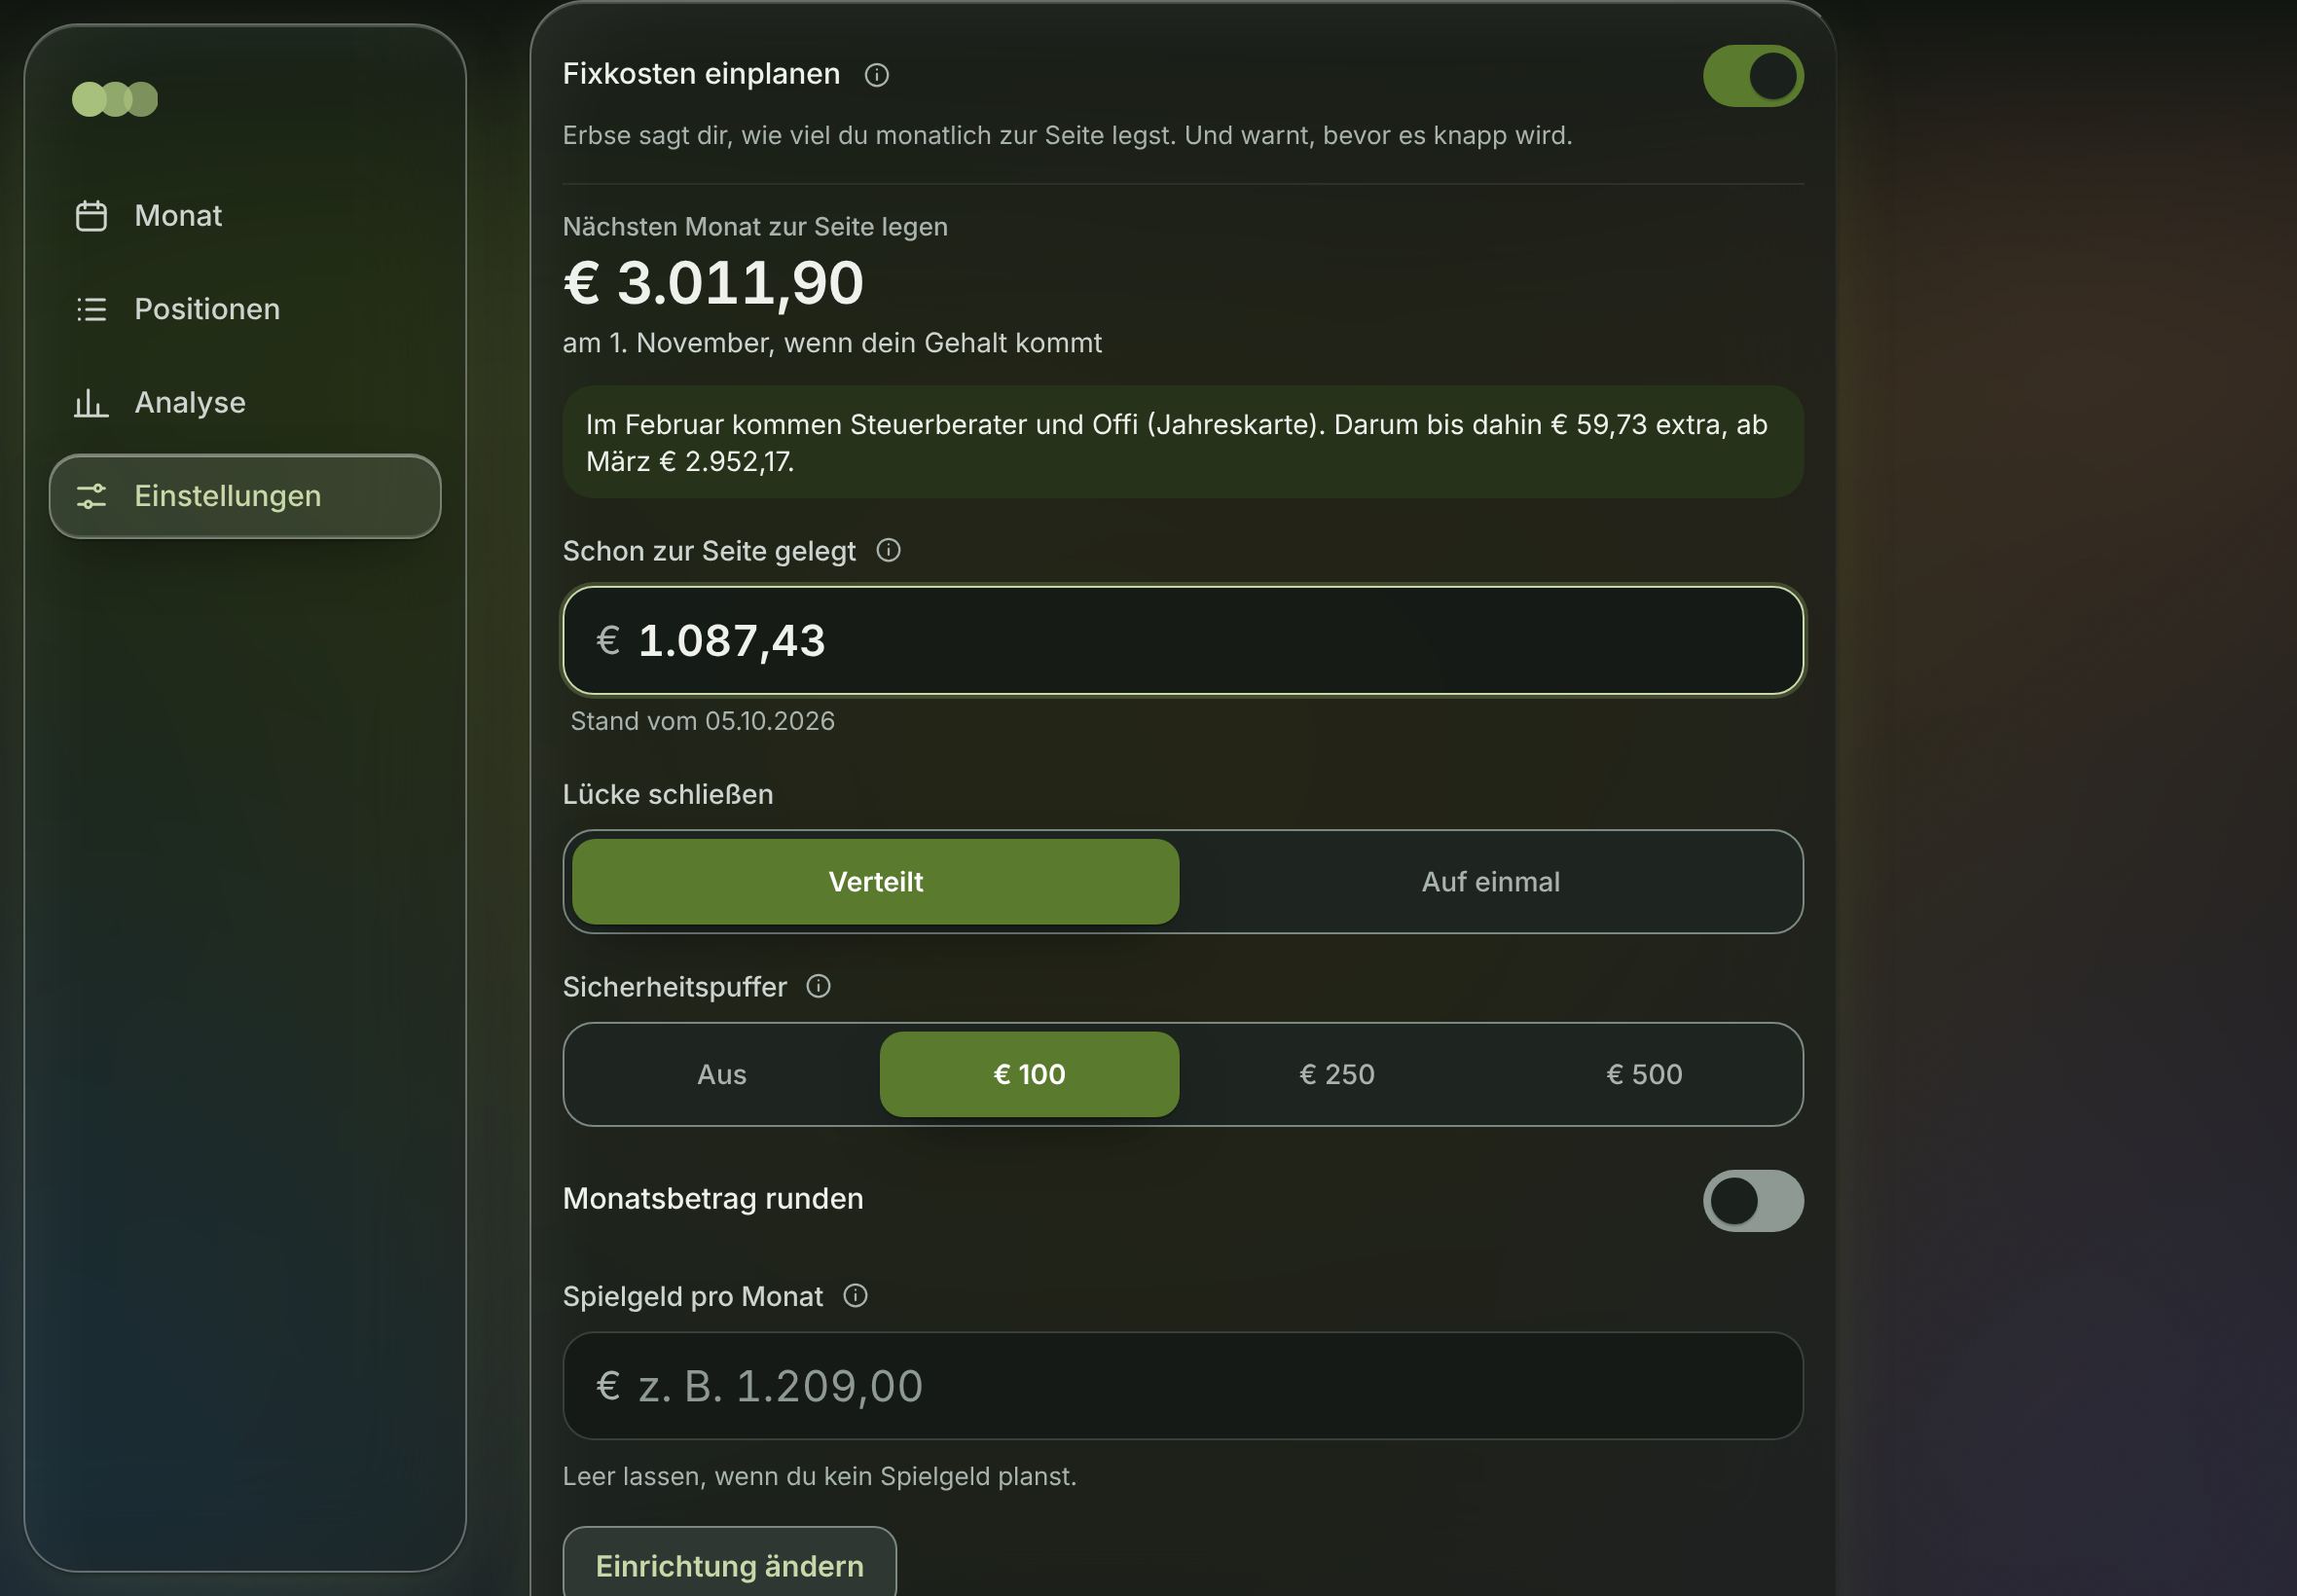 Fixkosten einplanen
Erbse sagt dir, wie viel du monatlich zur Seite legst. Und warnt, bevor es knapp wird.
Monat
Positionen
Analyse
Einstellungen
Nächsten Monat zur Seite legen
€ 3.011,90
am 1. November, wenn dein Gehalt kommt
Im Februar kommen Steuerberater und Offi (Jahreskarte). Darum bis dahin € 59,73 extra, ab
März € 2.952,17.
Schon zur Seite gelegt
€ 1.087,43
Stand vom 05.10.2026
Lücke schließen
Verteilt Auf einmal
Sicherheitspuffer
Aus € 100 € 250 € 500
Monatsbetrag runden
Spielgeld pro Monat
€ z. B. 1.209,00
Leer lassen, wenn du kein Spielgeld planst.
Einrichtung ändern